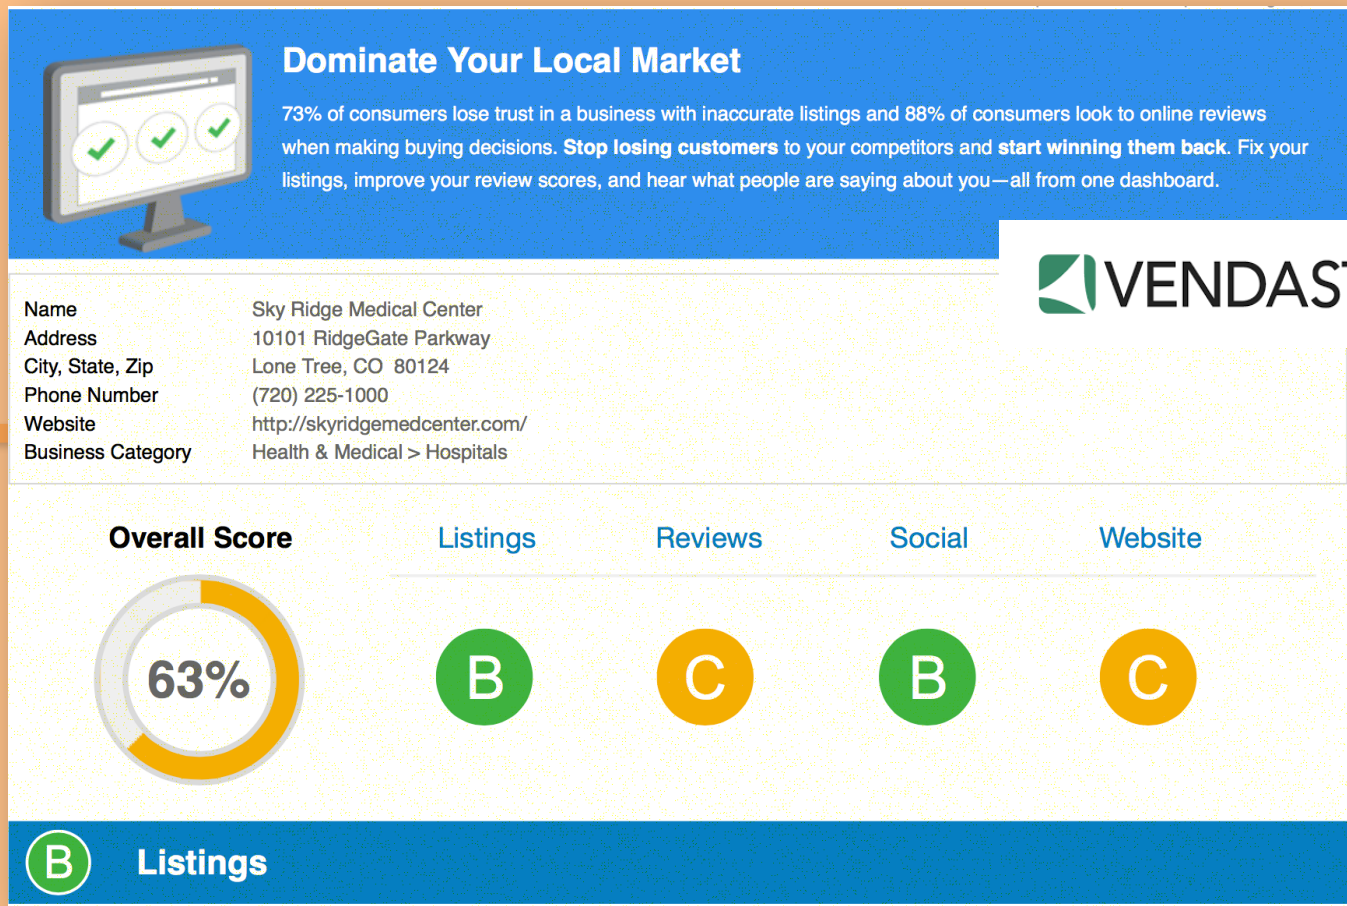 Dominate Your Local Market
73% of consumers lose trust in a business with inaccurate listings and 88% of consumers look to online reviews
when making buying decisions. Stop losing customers to your competitors and start winning them back. Fix your
listings, improve your review scores, and hear what people are saying about you—all from one dashboard.
VENDAST
Name Sky Ridge Medical Center
Address 10101 RidgeGate Parkway
City, State, Zip Lone Tree, CO 80124
Phone Number (720) 225-1000
Website http://skyridgemedcenter.com/
Business Category Health & Medical > Hospitals
Overall Score Listings Reviews Social Website
63% B C B C
B Listings